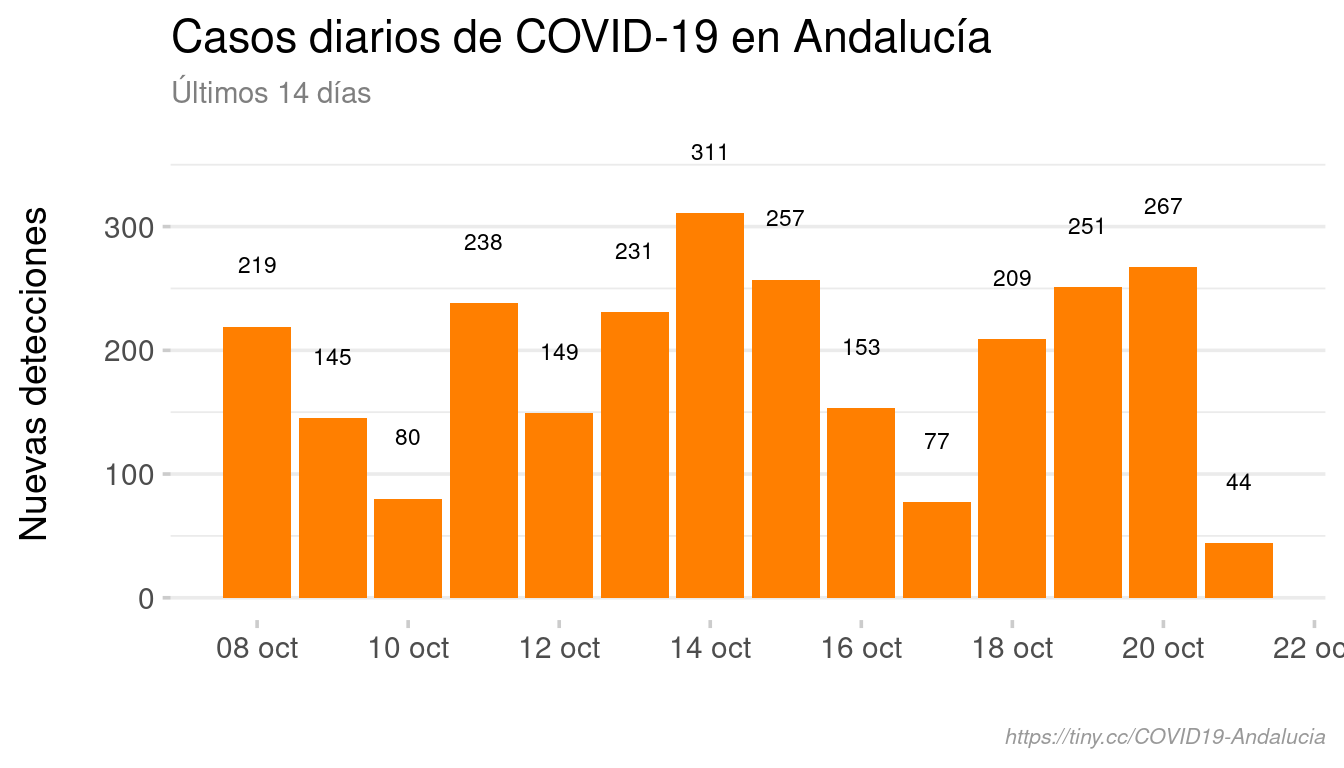 Casos diarios de COVID-19 en Andalucía
Últimos 14 días
Nuevas detecciones
300
200
100
0
219
145
80
238
149
231
311
257
153
77
209
251
267
44
08 oct
10 oct
12 oct
14 oct
16 oct
18 oct
20 oct
22 oc
https://tiny.cc/COVID19-Andalucia